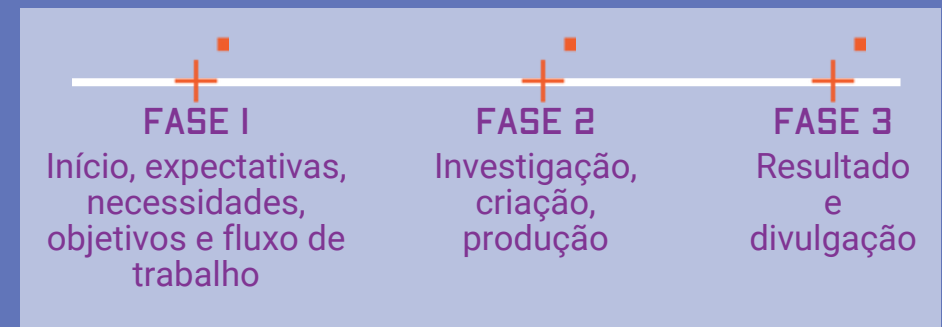 FASE 1
Início, expectativas,
necessidades,
objetivos e fluxo de
trabalho
FASE 2
Investigação,
criação,
produção
FASE 3
Resultado
e
divulgação